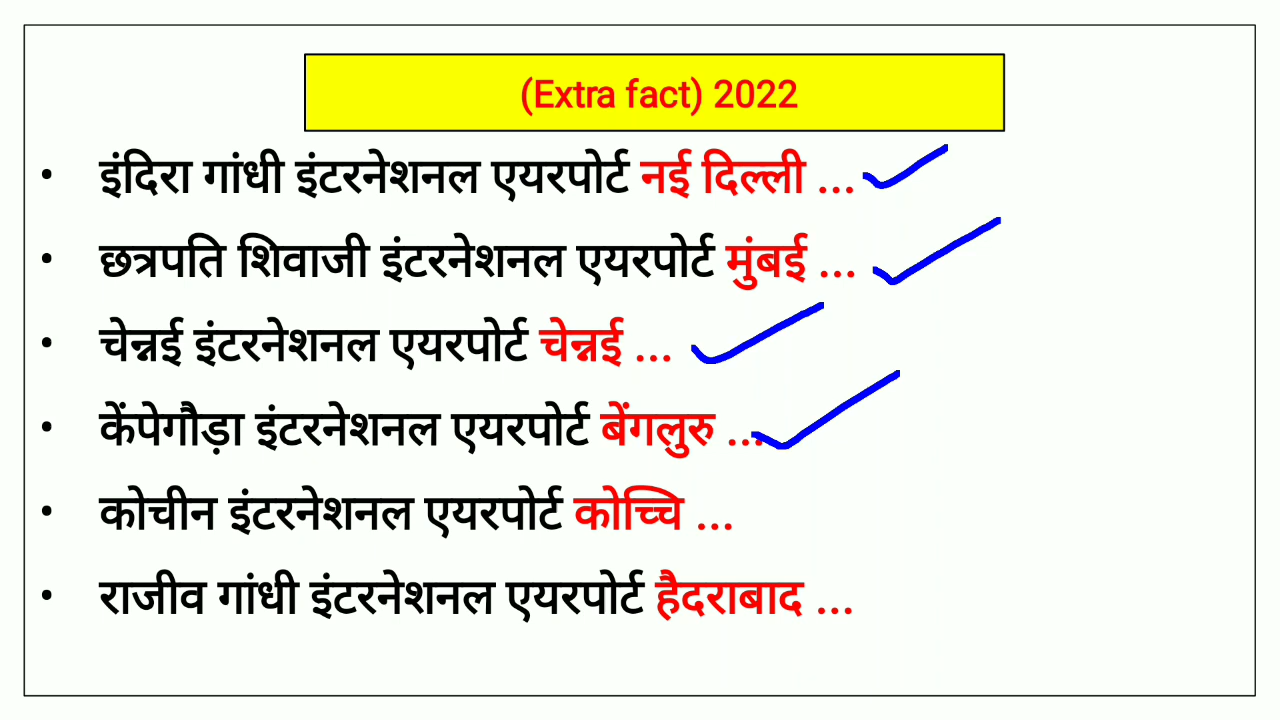 (Extra fact) 2022
• इंदिरा गांधी इंटरनेशनल एयरपोर्ट नई दिल्ली ...
• छत्रपति शिवाजी इंटरनेशनल एयरपोर्ट मुंबई ...
• चेन्नई इंटरनेशनल एयरपोर्ट चेन्नई ...
• केंपेगौड़ा इंटरनेशनल एयरपोर्ट बेंगलुरु ...
• कोचीन इंटरनेशनल एयरपोर्ट कोच्चि ...
• राजीव गांधी इंटरनेशनल एयरपोर्ट हैदराबाद ...